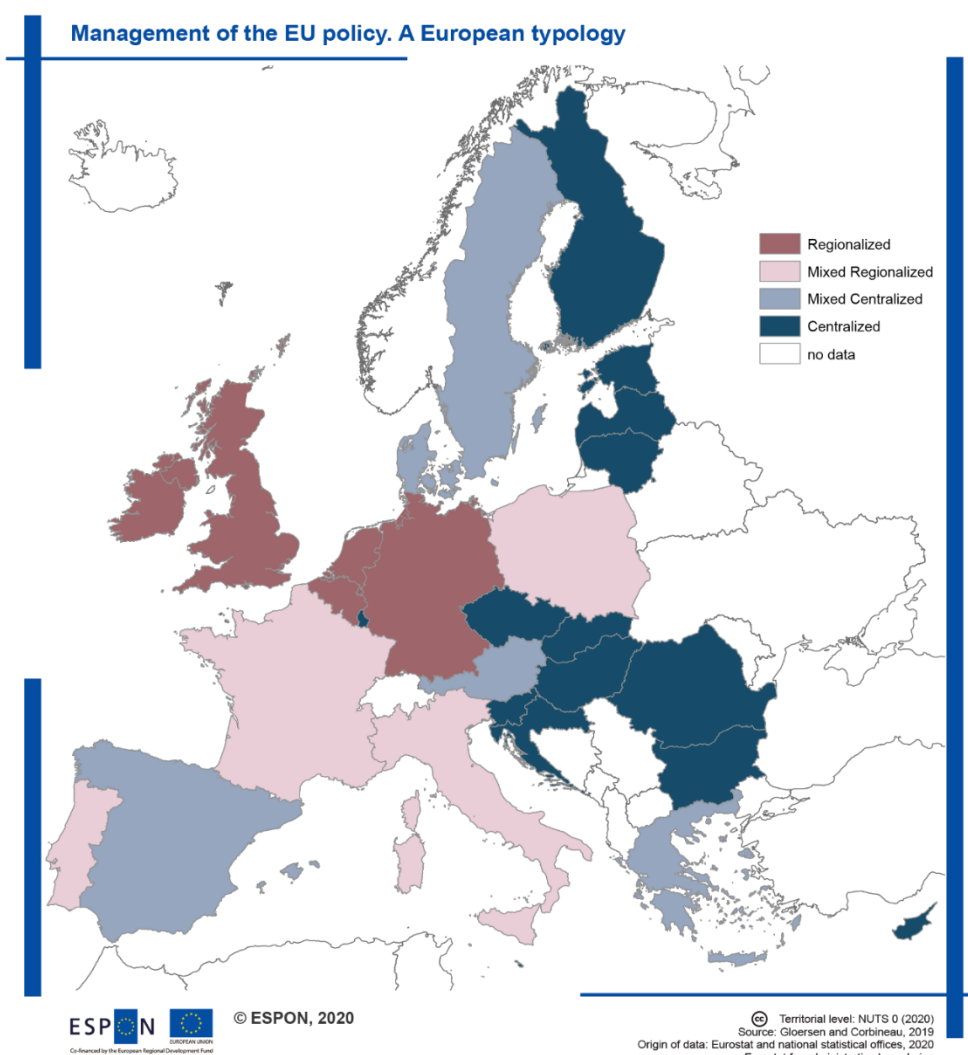 Management of the EU policy. A European typology
Regionalized
Mixed Regionalized
Mixed Centralized
Centralized
no data
ESPON
EUROPEAN UNION
Co-financed by the European Regional Development Fund
© ESPON, 2020
Territorial level: NUTS 0 (2020)
Source: Gloersen and Corbineau, 2019
Origin of data: Eurostat and national statistical offices, 2020